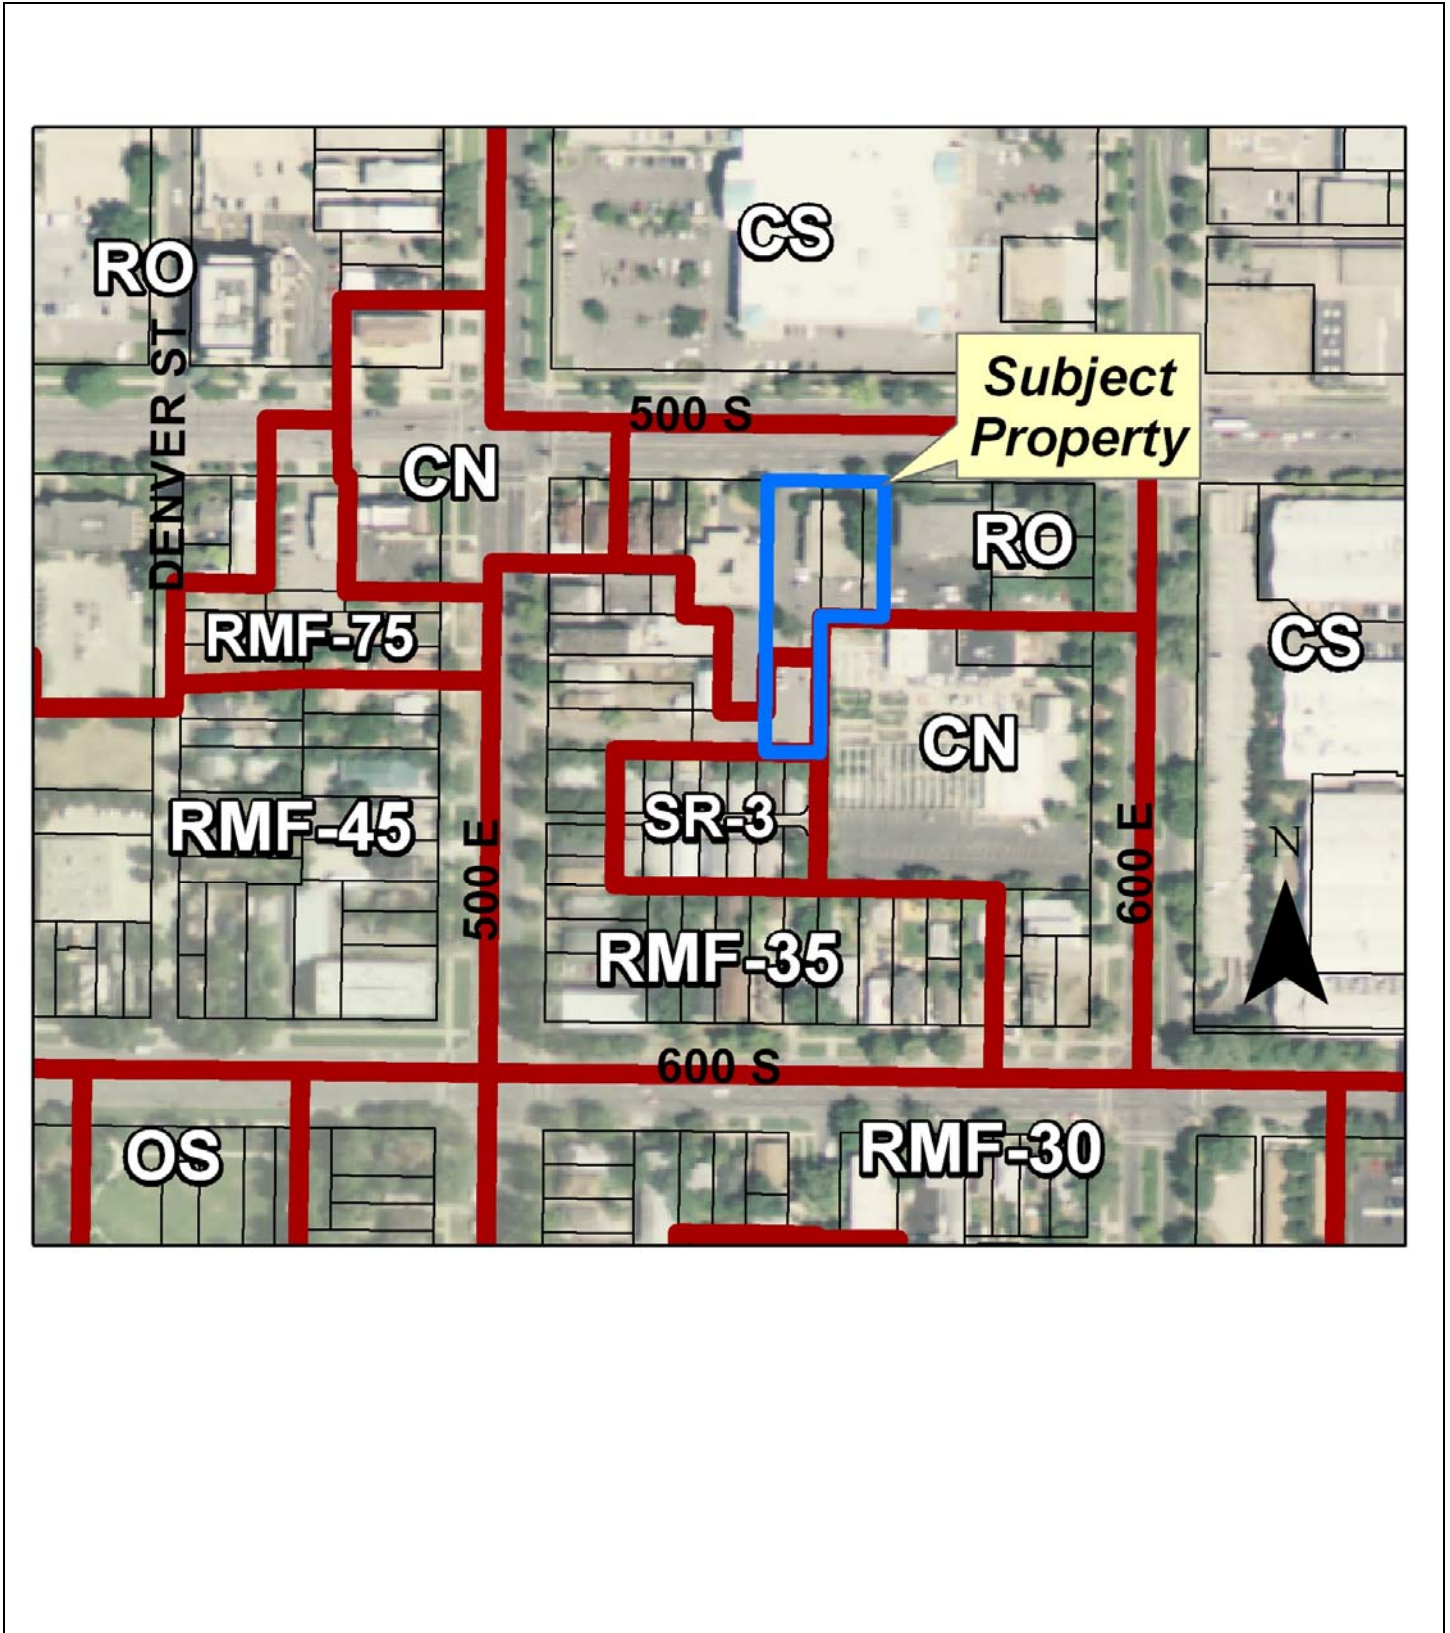 CS
RO
Subject
Property
DENVER ST
500 S
CN
RO
RMF-75
CS
CN
SR-3
RMF-45
500 E
600 E
N
RMF-35
600 S
OS
RMF-30